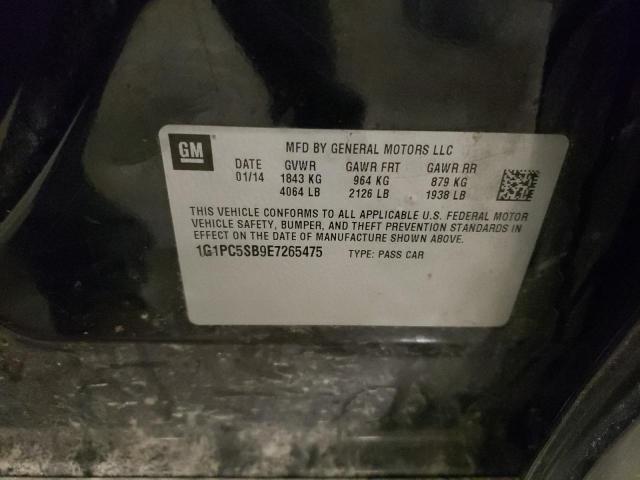 GM
MFD BY GENERAL MOTORS LLC
DATE GVWR GAWR FRT GAWR RR
01/14 1843 KG 964 KG 879 KG
4064 LB 2126 LB 1938 LB
THIS VEHICLE CONFORMS TO ALL APPLICABLE U.S. FEDERAL MOTOR
VEHICLE SAFETY, BUMPER, AND THEFT PREVENTION STANDARDS IN
EFFECT ON THE DATE OF MANUFACTURE SHOWN ABOVE.
1G1PC5SB9E7265475 TYPE: PASS CAR